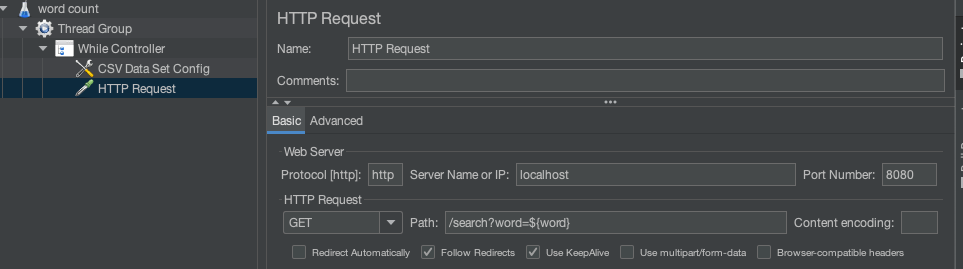 word count
Thread Group
While Controller
CSV Data Set Config
HTTP Request
HTTP Request
Name: HTTP Request
Comments:
Basic Advanced
Web Server
Protocol [http]: http Server Name or IP: localhost Port Number: 8080
HTTP Request
GET Path: /search?word=${word} Content encoding:
Redirect Automatically Follow Redirects Use KeepAlive Use multipart/form-data Browser-compatible headers